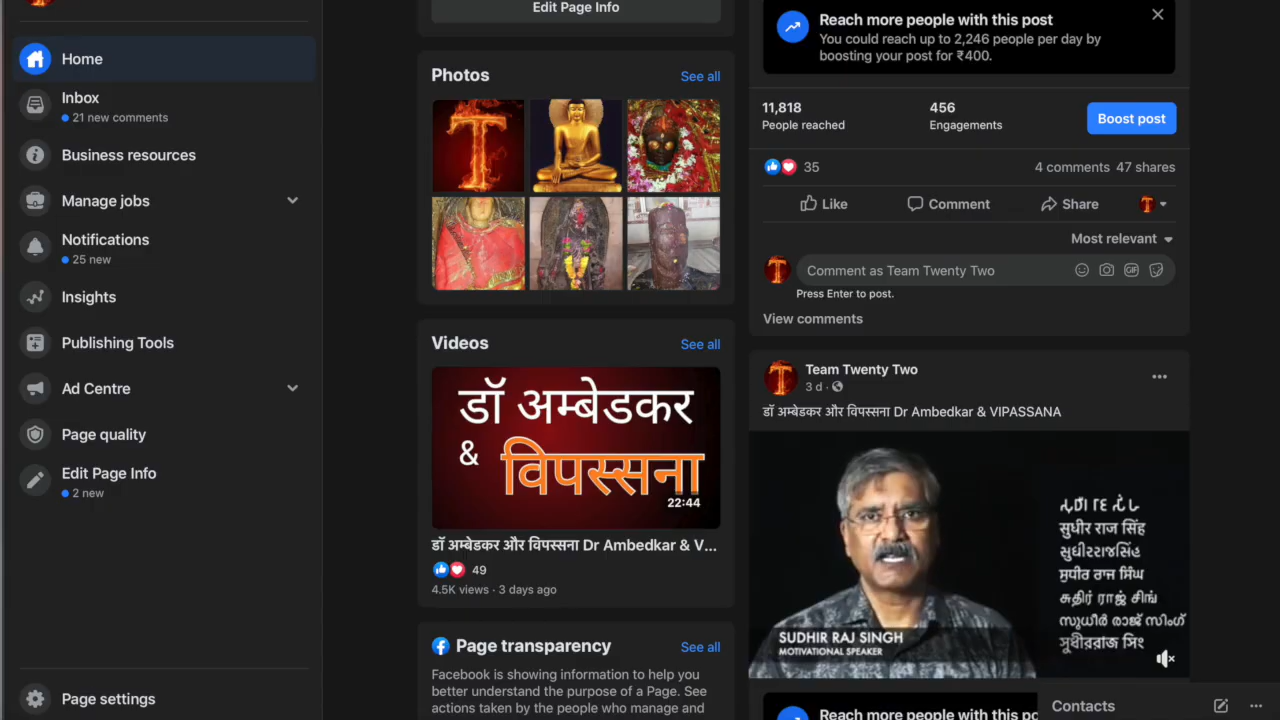 Home
Inbox
21 new comments
Business resources
Manage jobs
Notifications
25 new
Insights
Publishing Tools
Ad Centre
Page quality
Edit Page Info
2 new
Page settings
Edit Page Info
Photos
See all
Videos
See all
डॉ अम्बेडकर
&
विपस्सना
22:44
डॉ अम्बेडकर और विपस्सना Dr Ambedkar & V...
49
4.5K views · 3 days ago
Page transparency
See all
Facebook is showing information to help you
better understand the purpose of a Page. See
actions taken by the people who manage and
Reach more people with this post
You could reach up to 2,246 people per day by
boosting your post for ₹400.
11,818
People reached
456
Engagements
Boost post
35
4 comments 47 shares
Like
Comment
Share
Most relevant
Comment as Team Twenty Two
GIF
Press Enter to post.
View comments
Team Twenty Two
3 d ·
डॉ अम्बेडकर और विपस्सना Dr Ambedkar & VIPASSANA
सुधीर राज सिंह
સુધીરરાજસિંહ
ਸੁਧੀਰ ਰਾਜ ਸਿੰਘ
சுதிர் ராஜ் சிங்
സുധീർ രാജ് സിംഗ്
सुधीरराज सिं
SUDHIR RAJ SINGH
MOTIVATIONAL SPEAKER
Reach more people with this po
Contacts